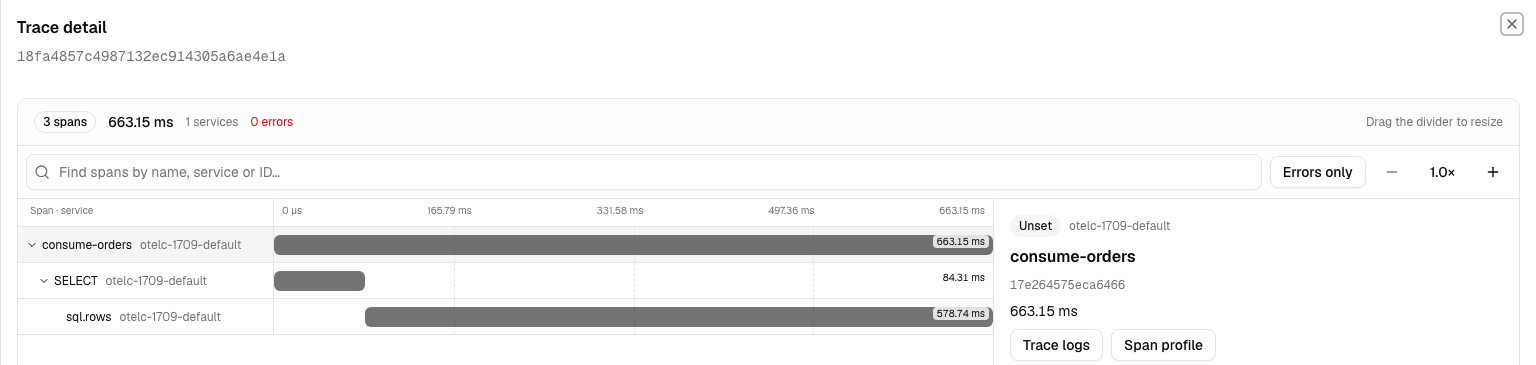 Trace detail
18fa4857c4987132ec914305a6ae4e1a
3 spans 663.15 ms 1 services 0 errors Drag the divider to resize
Find spans by name, service or ID... Errors only − 1.0× +
Span · service 0 μs 165.79 ms 331.58 ms 497.36 ms 663.15 ms
consume-orders otelc-1709-default 663.15 ms
SELECT otelc-1709-default 84.31 ms
sql.rows otelc-1709-default 578.74 ms
Unset otelc-1709-default
consume-orders
17e264575eca6466
663.15 ms
Trace logs Span profile